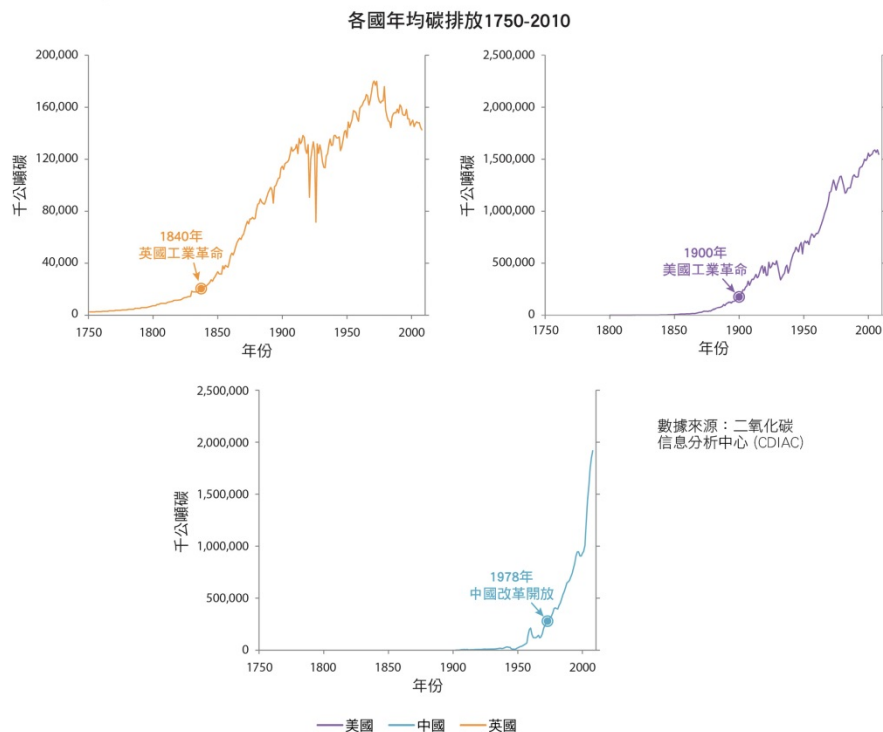 各國年均碳排放1750-2010
千公噸碳
200,000
160,000
120,000
80,000
40,000
0
1840年
英國工業革命
1750
1800
1850
1900
1950
2000
年份
千公噸碳
2,500,000
2,000,000
1,500,000
1,000,000
500,000
0
1900年
美國工業革命
1750
1800
1850
1900
1950
2000
年份
千公噸碳
2,500,000
2,000,000
1,500,000
1,000,000
500,000
0
1978年
中國改革開放
1750
1800
1850
1900
1950
2000
年份
數據來源：二氧化碳
信息分析中心 (CDIAC)
美國 中國 英國